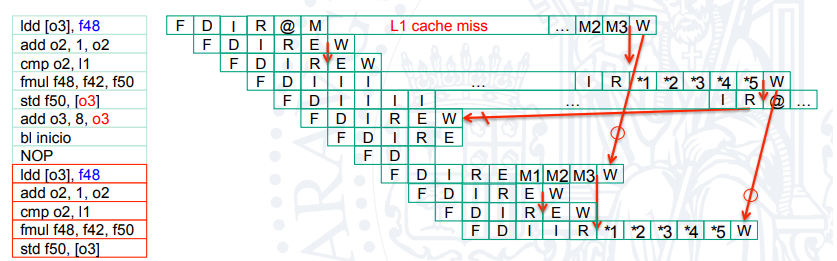 ldd [o3], f48 F D I R @ M L1 cache miss ... M2 M3 W
add o2, 1, o2 F D I R E W
cmp o2, l1 F D I R E W
fmul f48, f42, f50 F D I I I ... I R *1 *2 *3 *4 *5 W
std f50, [o3] F D I I I I ... I R @ ...
add o3, 8, o3 F D I R E W
bl inicio F D I R E
NOP F D
ldd [o3], f48 F D I R E M1 M2 M3 W
add o2, 1, o2 F D I R E W
cmp o2, l1 F D I R E W
fmul f48, f42, f50 F D I I R *1 *2 *3 *4 *5 W
std f50, [o3]